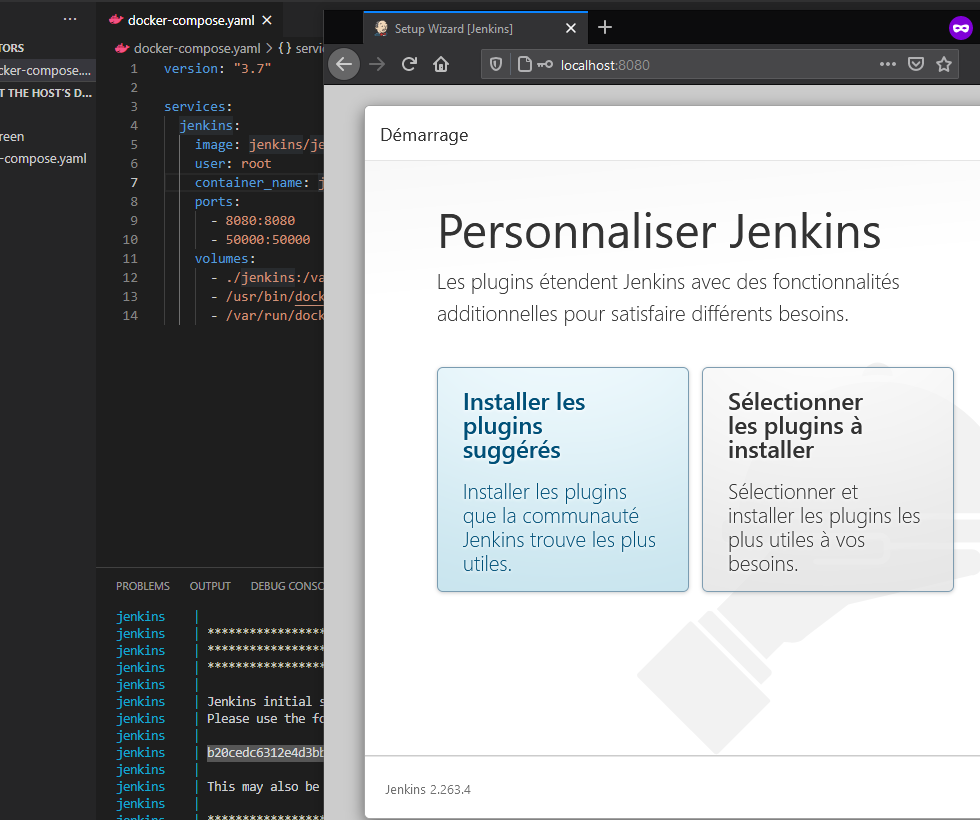 docker-compose.yaml
docker-compose.yaml
version: "3.7"
services:
jenkins:
image: jenkins/je
user: root
container_name: j
ports:
- 8080:8080
- 50000:50000
volumes:
- ./jenkins:/va
- /usr/bin/dock
- /var/run/dock
1
2
3
4
5
6
7
8
9
10
11
12
13
14
TORS
cker-compose....
T THE HOST'S D...
reen
-compose.yaml
PROBLEMS OUTPUT DEBUG CONSO
jenkins |
jenkins | *****************
jenkins | *****************
jenkins | *****************
jenkins |
jenkins | Jenkins initial s
jenkins | Please use the fo
jenkins |
jenkins | b20cedc6312e4d3bb
jenkins |
jenkins | This may also be
jenkins |
jenkins | *****************
Setup Wizard [Jenkins]
localhost:8080
Démarrage
Personnaliser Jenkins
Les plugins étendent Jenkins avec des fonctionnalités
additionnelles pour satisfaire différents besoins.
Installer les
plugins
suggérés
Installer les plugins
que la communauté
Jenkins trouve les plus
utiles.
Sélectionner
les plugins à
installer
Sélectionner et
installer les plugins les
plus utiles à vos
besoins.
Jenkins 2.263.4